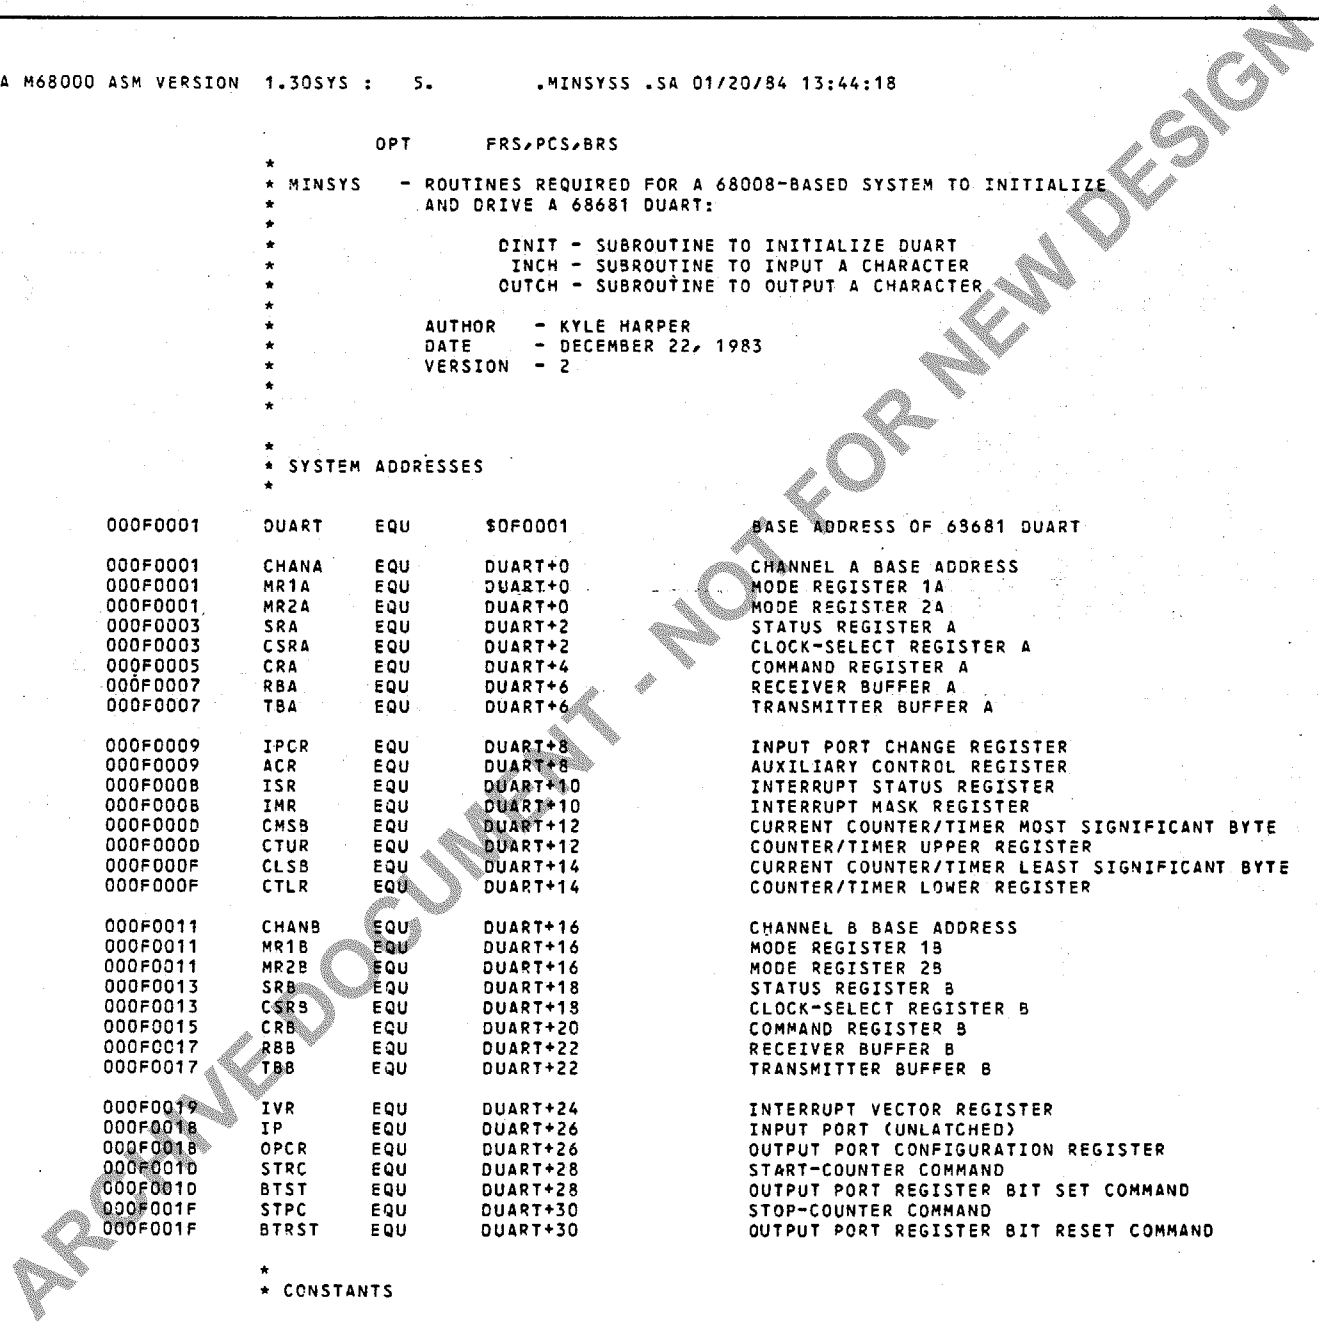 A M68000 ASM VERSION 1.30SYS : 5. .MINSYSS .SA 01/20/84 13:44:18
OPT FRS,PCS,BRS
*
* MINSYS - ROUTINES REQUIRED FOR A 68008-BASED SYSTEM TO INITIALIZE
* AND DRIVE A 68681 DUART:
*
* DINIT - SUBROUTINE TO INITIALIZE DUART
* INCH - SUBROUTINE TO INPUT A CHARACTER
* OUTCH - SUBROUTINE TO OUTPUT A CHARACTER
*
* AUTHOR - KYLE HARPER
* DATE - DECEMBER 22, 1983
* VERSION - 2
*
*
*
* SYSTEM ADDRESSES
*
000F0001 DUART EQU $0F0001 BASE ADDRESS OF 68681 DUART
000F0001 CHANA EQU DUART+0 CHANNEL A BASE ADDRESS
000F0001 MR1A EQU DUART+0 MODE REGISTER 1A
000F0001 MR2A EQU DUART+0 MODE REGISTER 2A
000F0003 SRA EQU DUART+2 STATUS REGISTER A
000F0003 CSRA EQU DUART+2 CLOCK-SELECT REGISTER A
000F0005 CRA EQU DUART+4 COMMAND REGISTER A
000F0007 RBA EQU DUART+6 RECEIVER BUFFER A
000F0007 TBA EQU DUART+6 TRANSMITTER BUFFER A
000F0009 IPCR EQU DUART+8 INPUT PORT CHANGE REGISTER
000F0009 ACR EQU DUART+8 AUXILIARY CONTROL REGISTER
000F000B ISR EQU DUART+10 INTERRUPT STATUS REGISTER
000F000B IMR EQU DUART+10 INTERRUPT MASK REGISTER
000F000D CMSB EQU DUART+12 CURRENT COUNTER/TIMER MOST SIGNIFICANT BYTE
000F000D CTUR EQU DUART+12 COUNTER/TIMER UPPER REGISTER
000F000F CLSB EQU DUART+14 CURRENT COUNTER/TIMER LEAST SIGNIFICANT BYTE
000F000F CTLR EQU DUART+14 COUNTER/TIMER LOWER REGISTER
000F0011 CHANB EQU DUART+16 CHANNEL B BASE ADDRESS
000F0011 MR1B EQU DUART+16 MODE REGISTER 1B
000F0011 MR2B EQU DUART+16 MODE REGISTER 2B
000F0013 SRB EQU DUART+18 STATUS REGISTER B
000F0013 CSRB EQU DUART+18 CLOCK-SELECT REGISTER B
000F0015 CRB EQU DUART+20 COMMAND REGISTER B
000F0017 RBB EQU DUART+22 RECEIVER BUFFER B
000F0017 TBB EQU DUART+22 TRANSMITTER BUFFER B
000F0019 IVR EQU DUART+24 INTERRUPT VECTOR REGISTER
000F001B IP EQU DUART+26 INPUT PORT (UNLATCHED)
000F001B OPCR EQU DUART+26 OUTPUT PORT CONFIGURATION REGISTER
000F001D STRC EQU DUART+28 START-COUNTER COMMAND
000F001D BTST EQU DUART+28 OUTPUT PORT REGISTER BIT SET COMMAND
000F001F STPC EQU DUART+30 STOP-COUNTER COMMAND
000F001F BTRST EQU DUART+30 OUTPUT PORT REGISTER BIT RESET COMMAND
*
* CONSTANTS
ARCHIVE DOCUMENT - NOT FOR NEW DESIGN